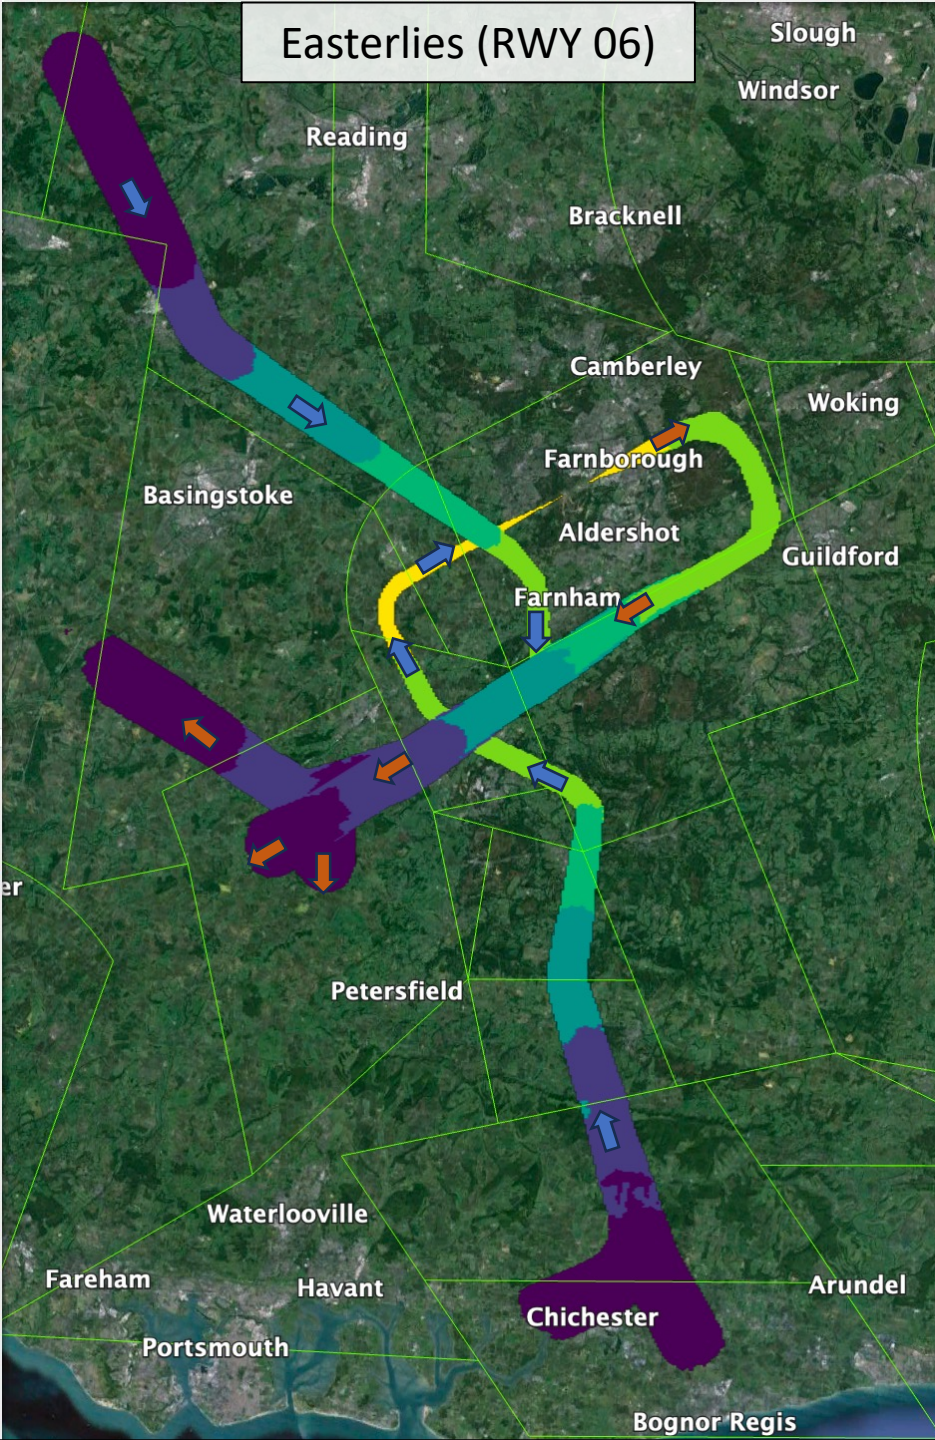 Easterlies (RWY 06)
Slough
Windsor
Reading
Bracknell
Camberley
Woking
Farnborough
Basingstoke
Aldershot
Guildford
Farnham
er
Petersfield
Waterlooville
Fareham
Havant
Arundel
Chichester
Portsmouth
Bognor Regis